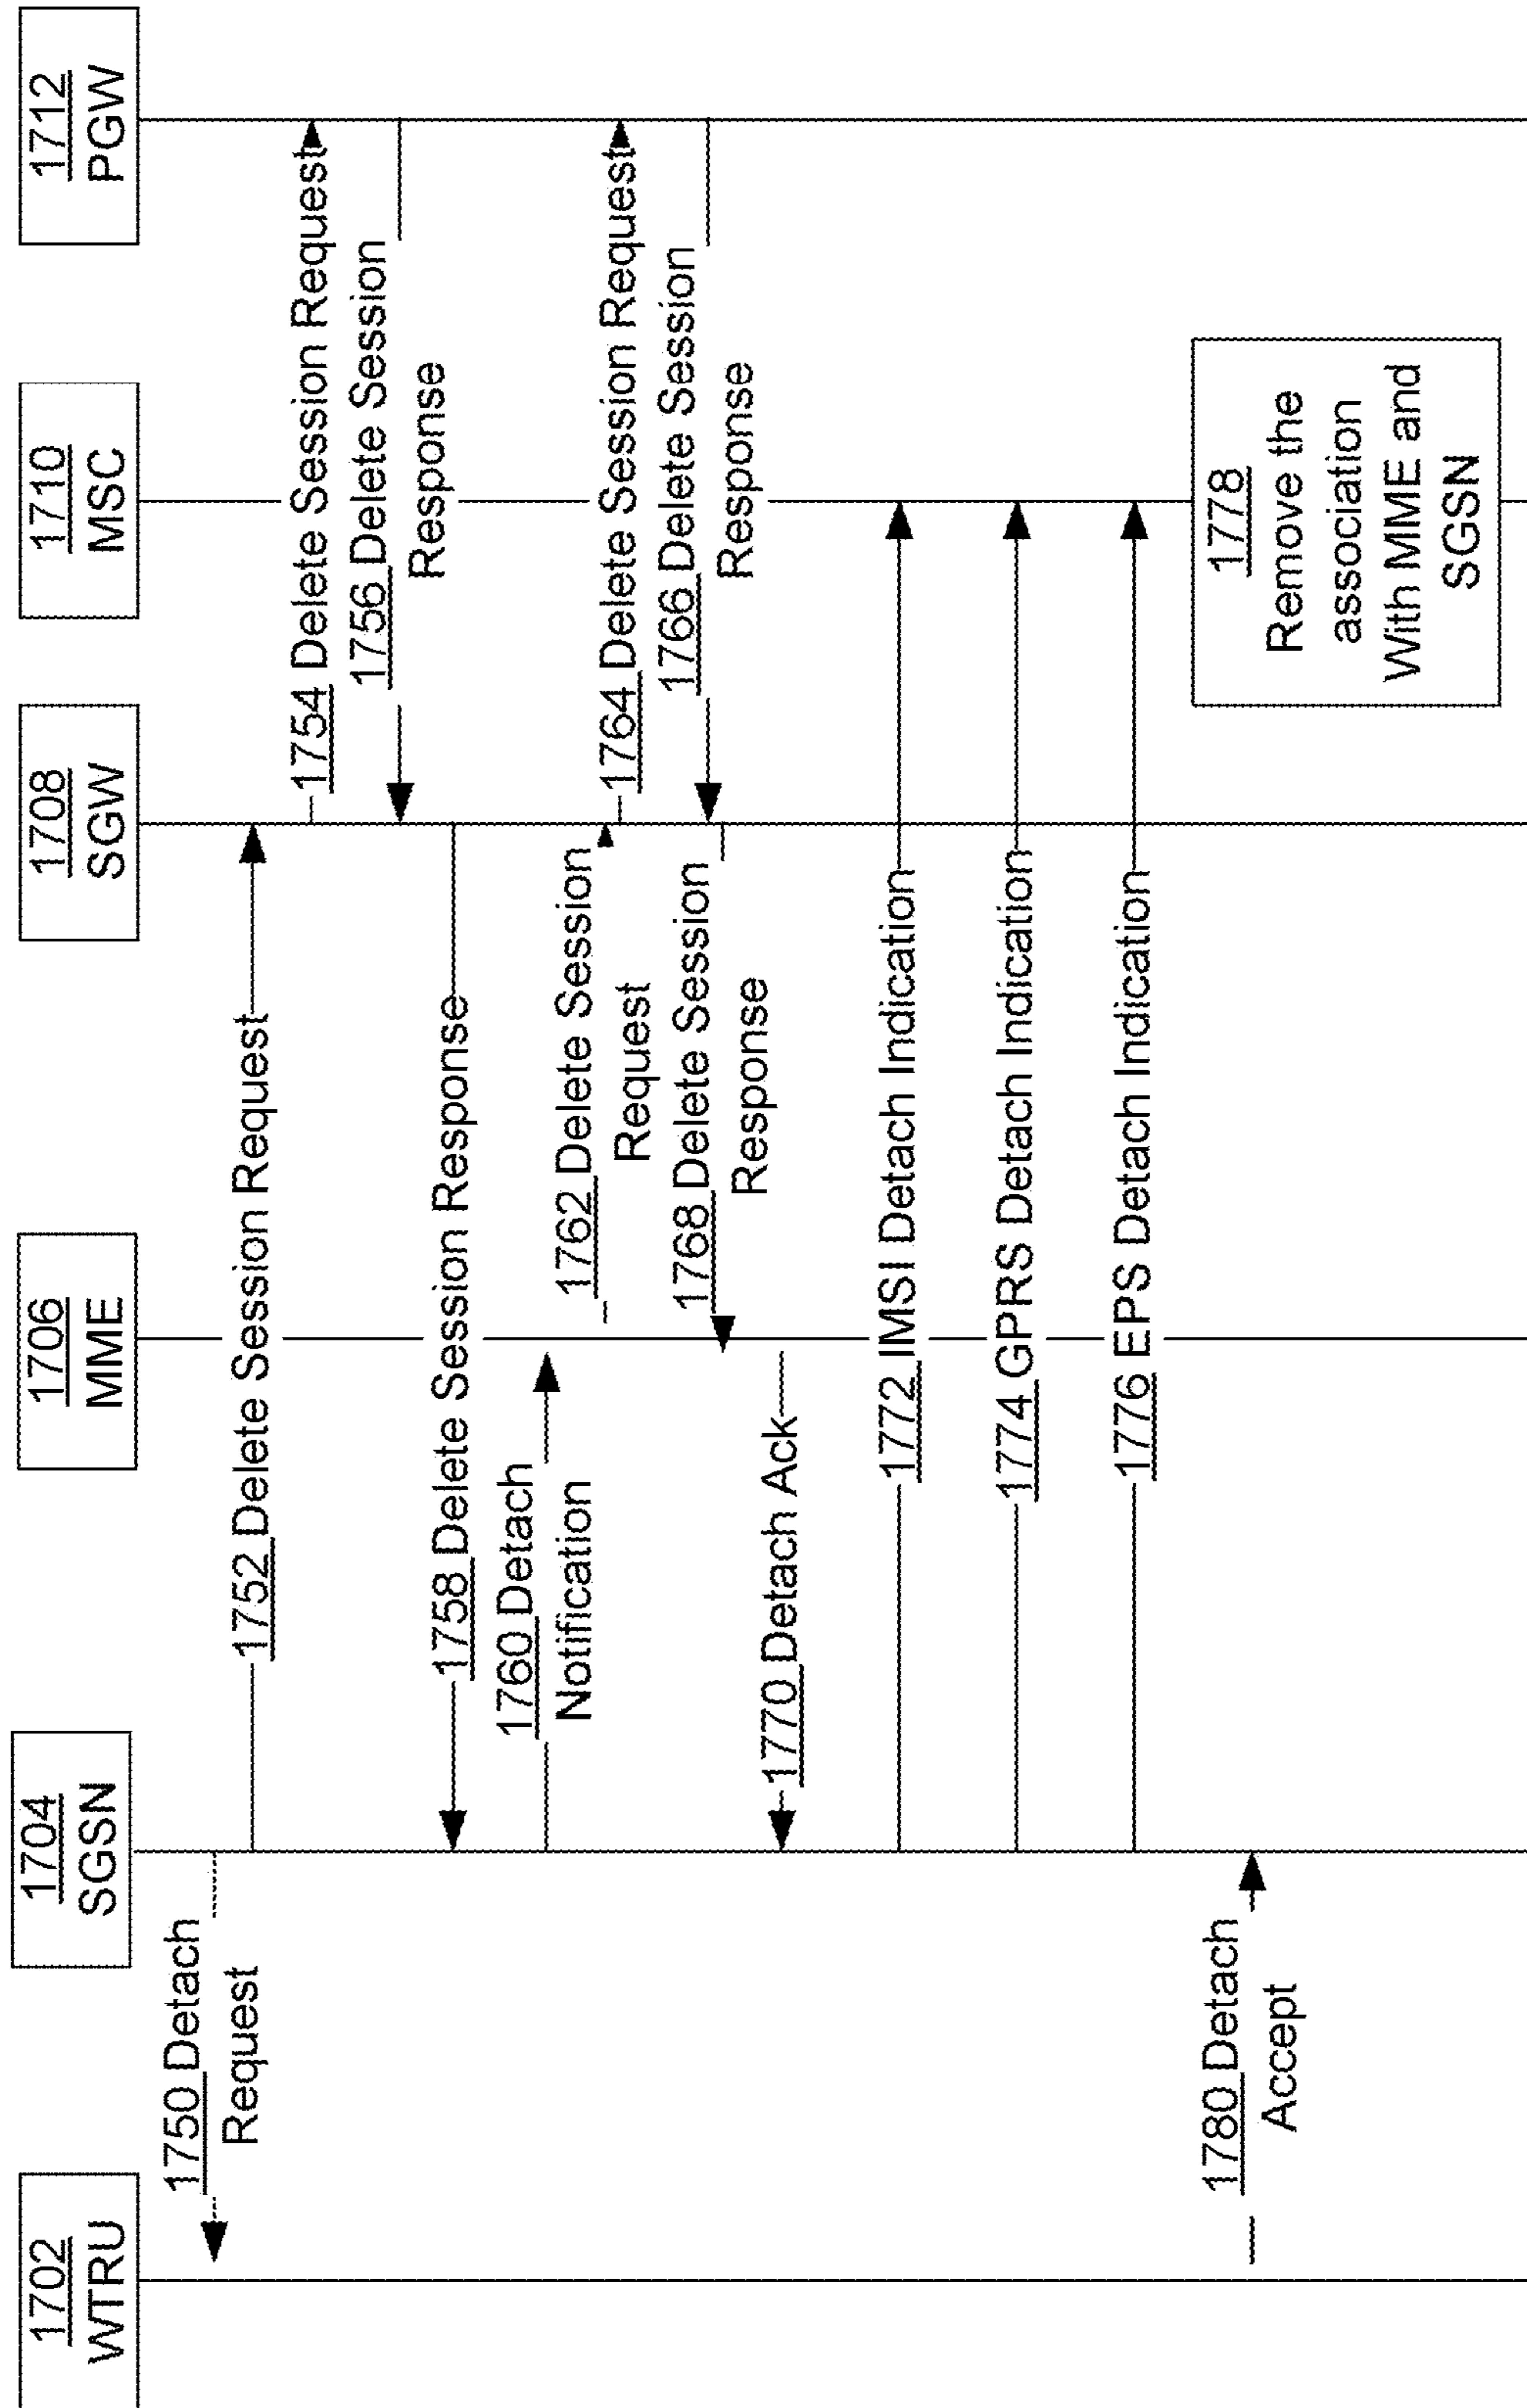 1702
WTRU
1704
SGSN
1706
MME
1708
SGW
1710
MSC
1712
PGW
1750 Detach
Request
1752 Delete Session Request
1754 Delete Session Request
1756 Delete Session
Response
1758 Delete Session Response
1760 Detach
Notification
1762 Delete Session
Request
1764 Delete Session Request
1766 Delete Session
Response
1768 Delete Session
Response
1770 Detach Ack
1772 IMSI Detach Indication
1774 GPRS Detach Indication
1776 EPS Detach Indication
1778
Remove the
association
With MME and
SGSN
1780 Detach
Accept